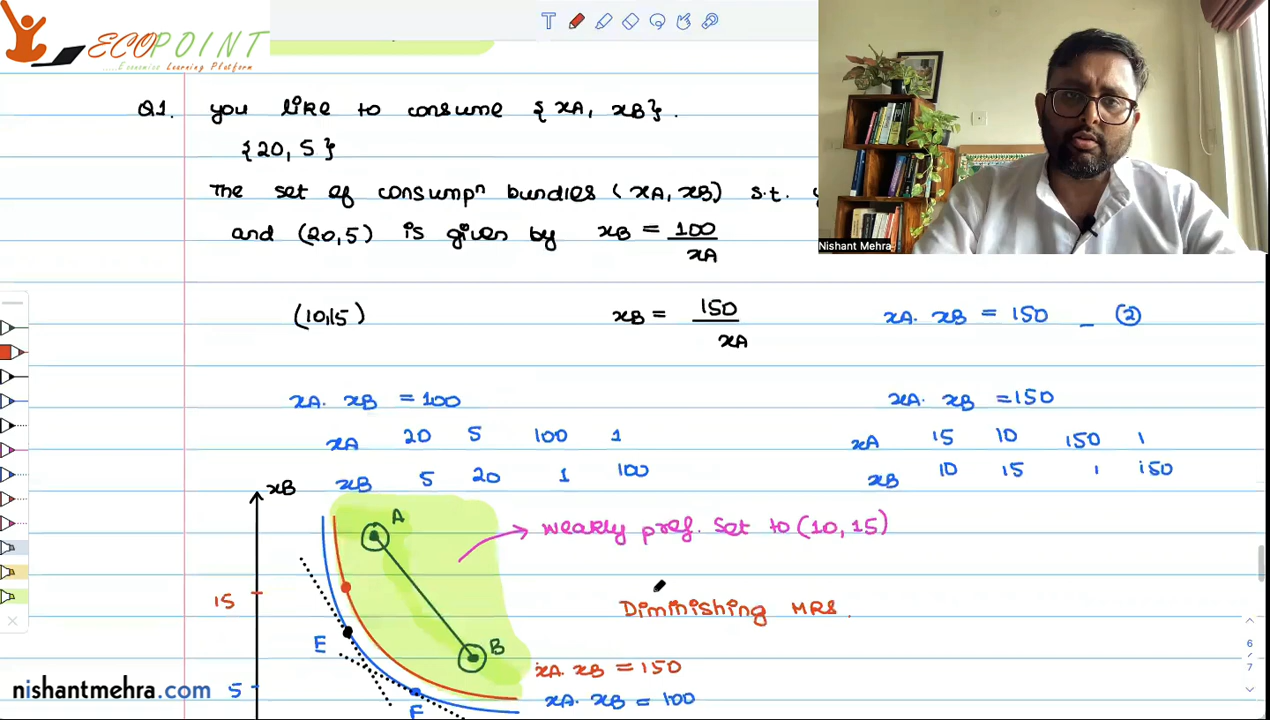 ECOPOINT
.....Economics Learning Platform
Q1. you like to consume {xA, xB}.
{20, 5}
The set of consumpⁿ bundles (xA, xB) s.t.
and (20,5) is given by xB = 100 / xA
Nishant Mehra
(10,15) xB = 150 / xA xA. xB = 150 _ ②
xA. xB = 100 xA. xB = 150
xA 20 5 100 1 xA 15 10 150 1
xB 5 20 1 100 xB 10 15 1 150
xB
A
weakly pref. set to (10, 15)
15
Diminishing MRS.
E
B
xA. xB = 150
nishantmehra.com
5
xA. xB = 100
F
6
7